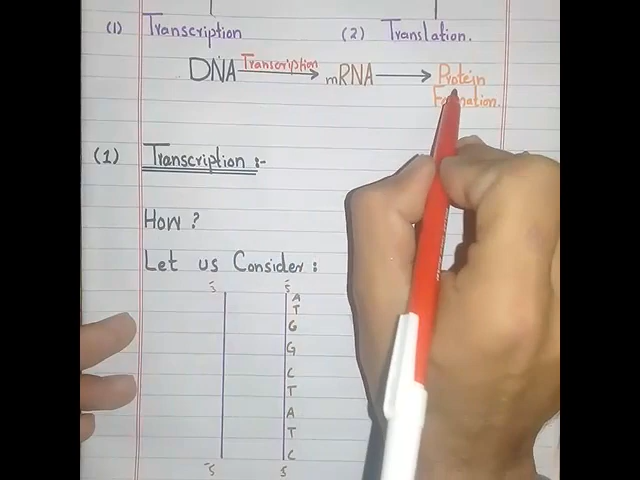 (1) Transcription (2) Translation.
DNA Transcription mRNA Protein
Formation.
(1) Transcription :-
How ?
Let us Consider :
A
T
G
G
C
T
A
T
C